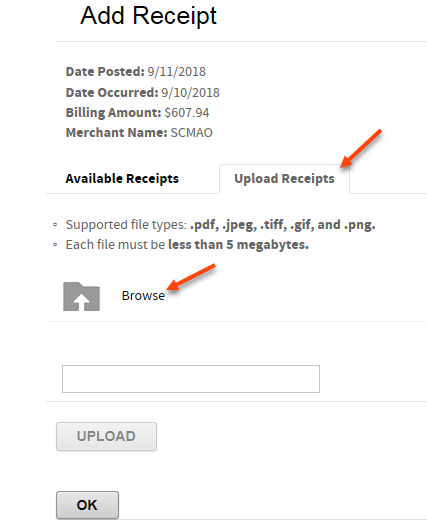 Add Receipt
Date Posted: 9/11/2018
Date Occurred: 9/10/2018
Billing Amount: $607.94
Merchant Name: SCMAO
Available Receipts Upload Receipts
Supported file types: .pdf, .jpeg, .tiff, .gif, and .png.
Each file must be less than 5 megabytes.
Browse
UPLOAD
OK